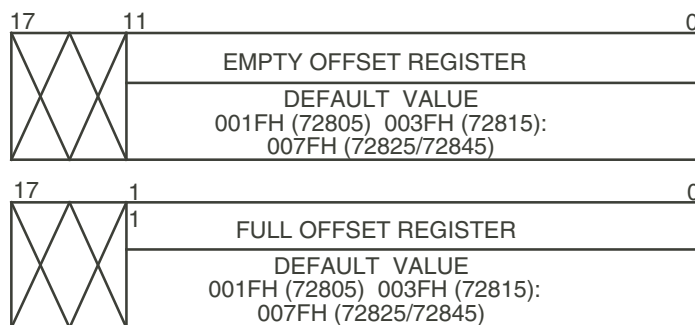 17 11 0
EMPTY OFFSET REGISTER
DEFAULT VALUE
001FH (72805) 003FH (72815):
007FH (72825/72845)
17 1 0
1
FULL OFFSET REGISTER
DEFAULT VALUE
001FH (72805) 003FH (72815):
007FH (72825/72845)